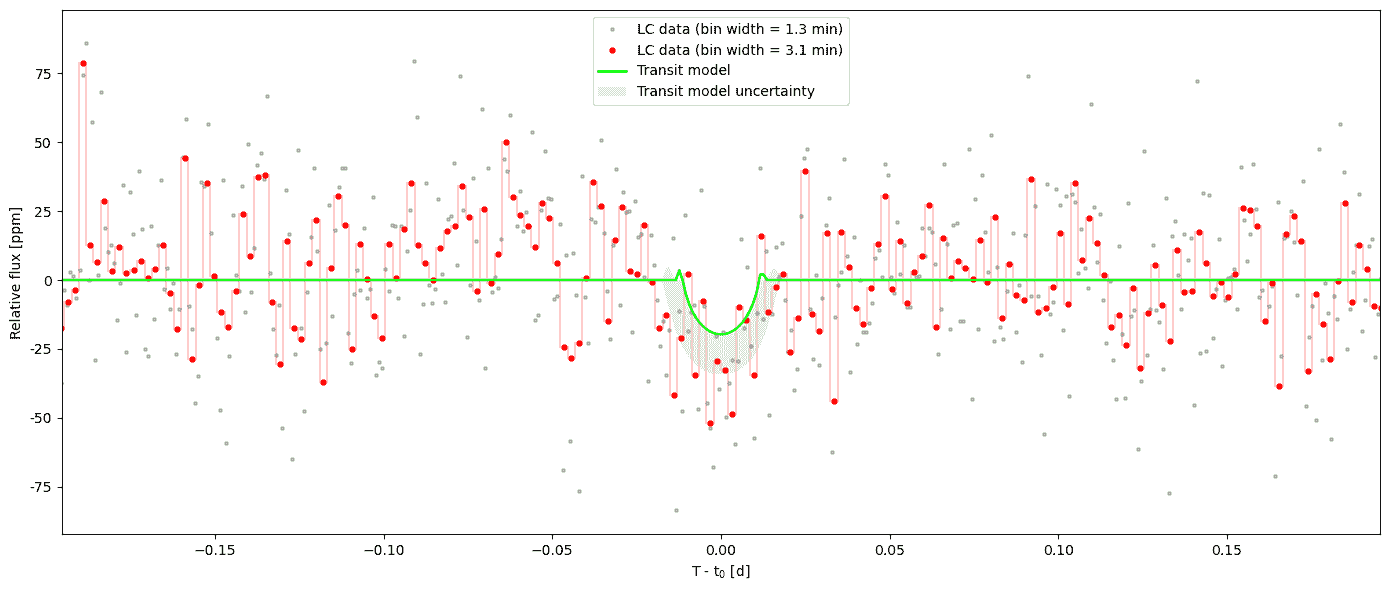 LC data (bin width = 1.3 min)
LC data (bin width = 3.1 min)
Transit model
Transit model uncertainty
Relative flux [ppm]
75
50
25
0
-25
-50
-75
−0.15
−0.10
−0.05
0.00
0.05
0.10
0.15
T - t₀ [d]